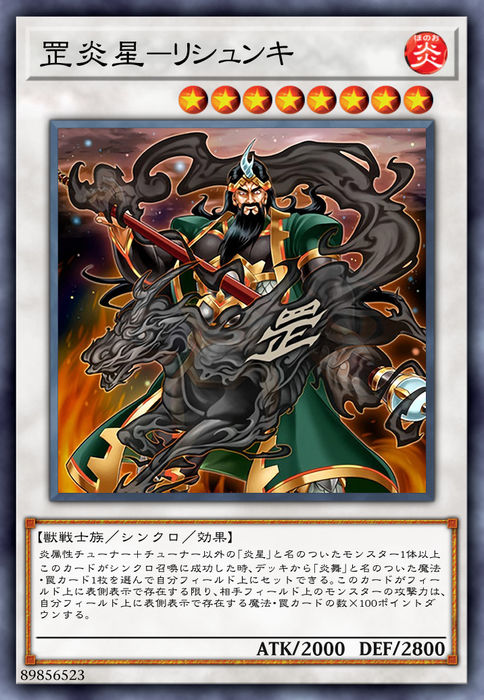 罡炎星－リシュンキ
ほのお
炎
罡
【獣戦士族／シンクロ／効果】
炎属性チューナー＋チューナー以外の「炎星」と名のついたモンスター1体以上
このカードがシンクロ召喚に成功した時、デッキから「炎舞」と名のついた魔法
・罠カード1枚を選んで自分フィールド上にセットできる。このカードがフィー
ルド上に表側表示で存在する限り、相手フィールド上のモンスターの攻撃力は、
自分フィールド上に表側表示で存在する魔法・罠カードの数×100ポイントダ
ウンする。
ATK/2000 DEF/2800
89856523